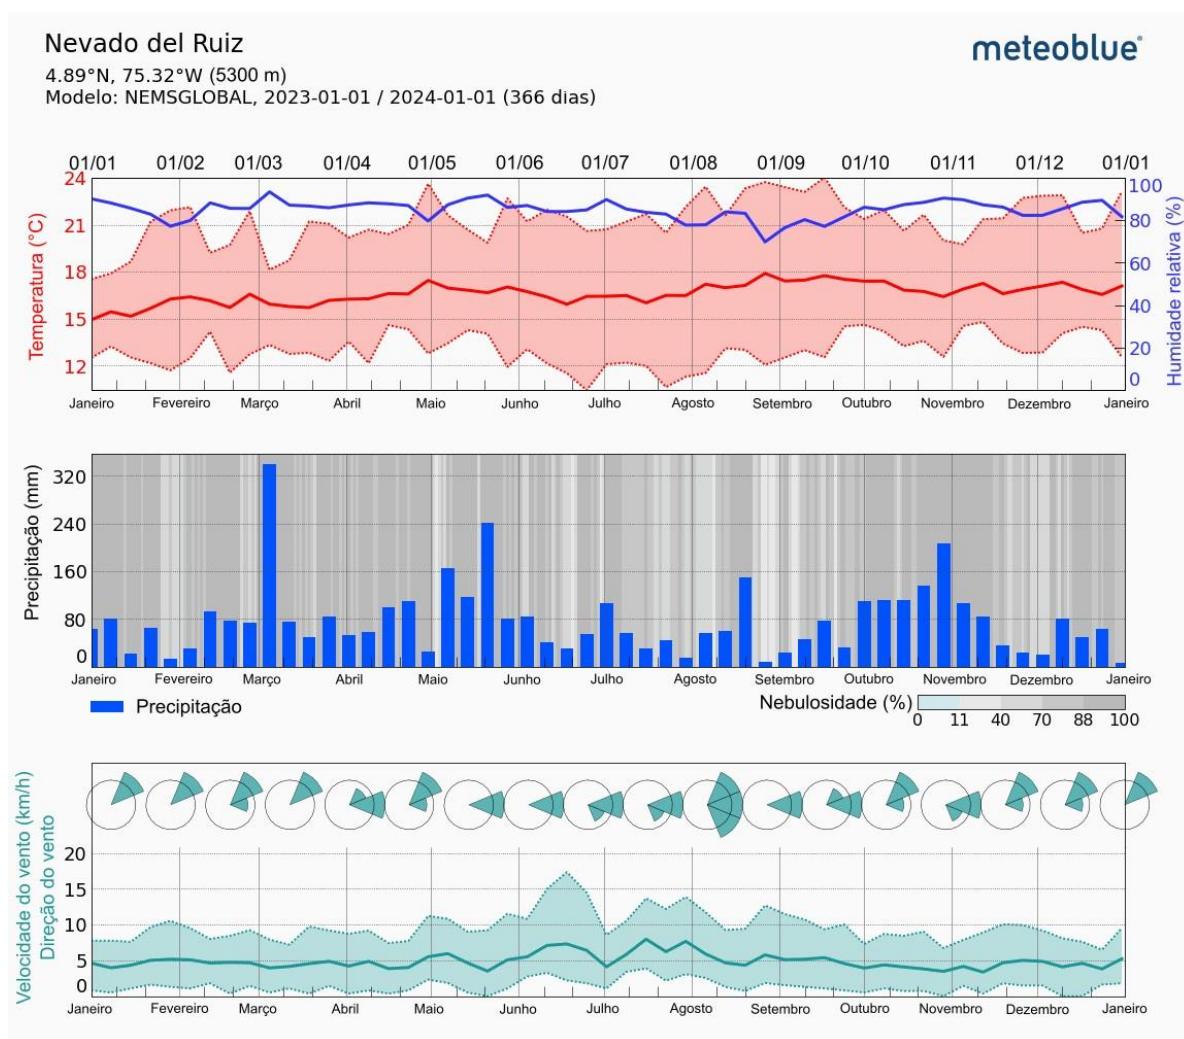 Nevado del Ruiz
meteoblue®
4.89°N, 75.32°W (5300 m)
Modelo: NEMSGLOBAL, 2023-01-01 / 2024-01-01 (366 dias)
01/01 01/02 01/03 01/04 01/05 01/06 01/07 01/08 01/09 01/10 01/11 01/12 01/01
Temperatura (°C)
24
21
18
15
12
100
80
60
40
20
0
Humidade relativa (%)
Janeiro Fevereiro Março Abril Maio Junho Julho Agosto Setembro Outubro Novembro Dezembro Janeiro
Precipitação (mm)
320
240
160
80
0
Janeiro Fevereiro Março Abril Maio Junho Julho Agosto Setembro Outubro Novembro Dezembro Janeiro
Precipitação
Nebulosidade (%)
0 11 40 70 88 100
Velocidade do vento (km/h)
Direção do vento
20
15
10
5
0
Janeiro Fevereiro Março Abril Maio Junho Julho Agosto Setembro Outubro Novembro Dezembro Janeiro